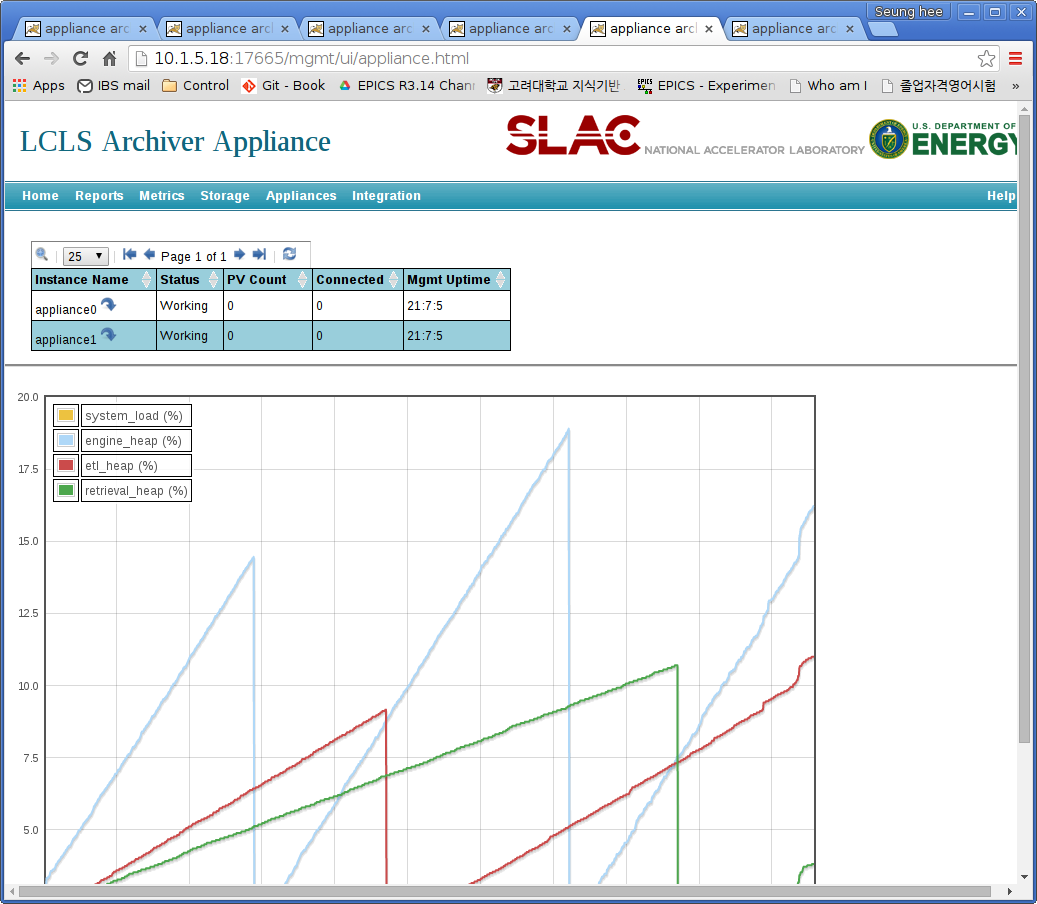 Seung hee
appliance arc appliance arc appliance arc appliance arc appliance arc appliance arc
10.1.5.18:17665/mgmt/ui/appliance.html
Apps IBS mail Control Git - Book EPICS R3.14 Chann 고려대학교 지식기반 EPICS - Experimen Who am I 졸업자격영어시험 »
LCLS Archiver Appliance
SLAC NATIONAL ACCELERATOR LABORATORY
U.S. DEPARTMENT OF
ENERGY
Home Reports Metrics Storage Appliances Integration Help
25 Page 1 of 1
Instance Name Status PV Count Connected Mgmt Uptime
appliance0 Working 0 0 21:7:5
appliance1 Working 0 0 21:7:5
20.0
system_load (%)
engine_heap (%)
etl_heap (%)
retrieval_heap (%)
17.5
15.0
12.5
10.0
7.5
5.0